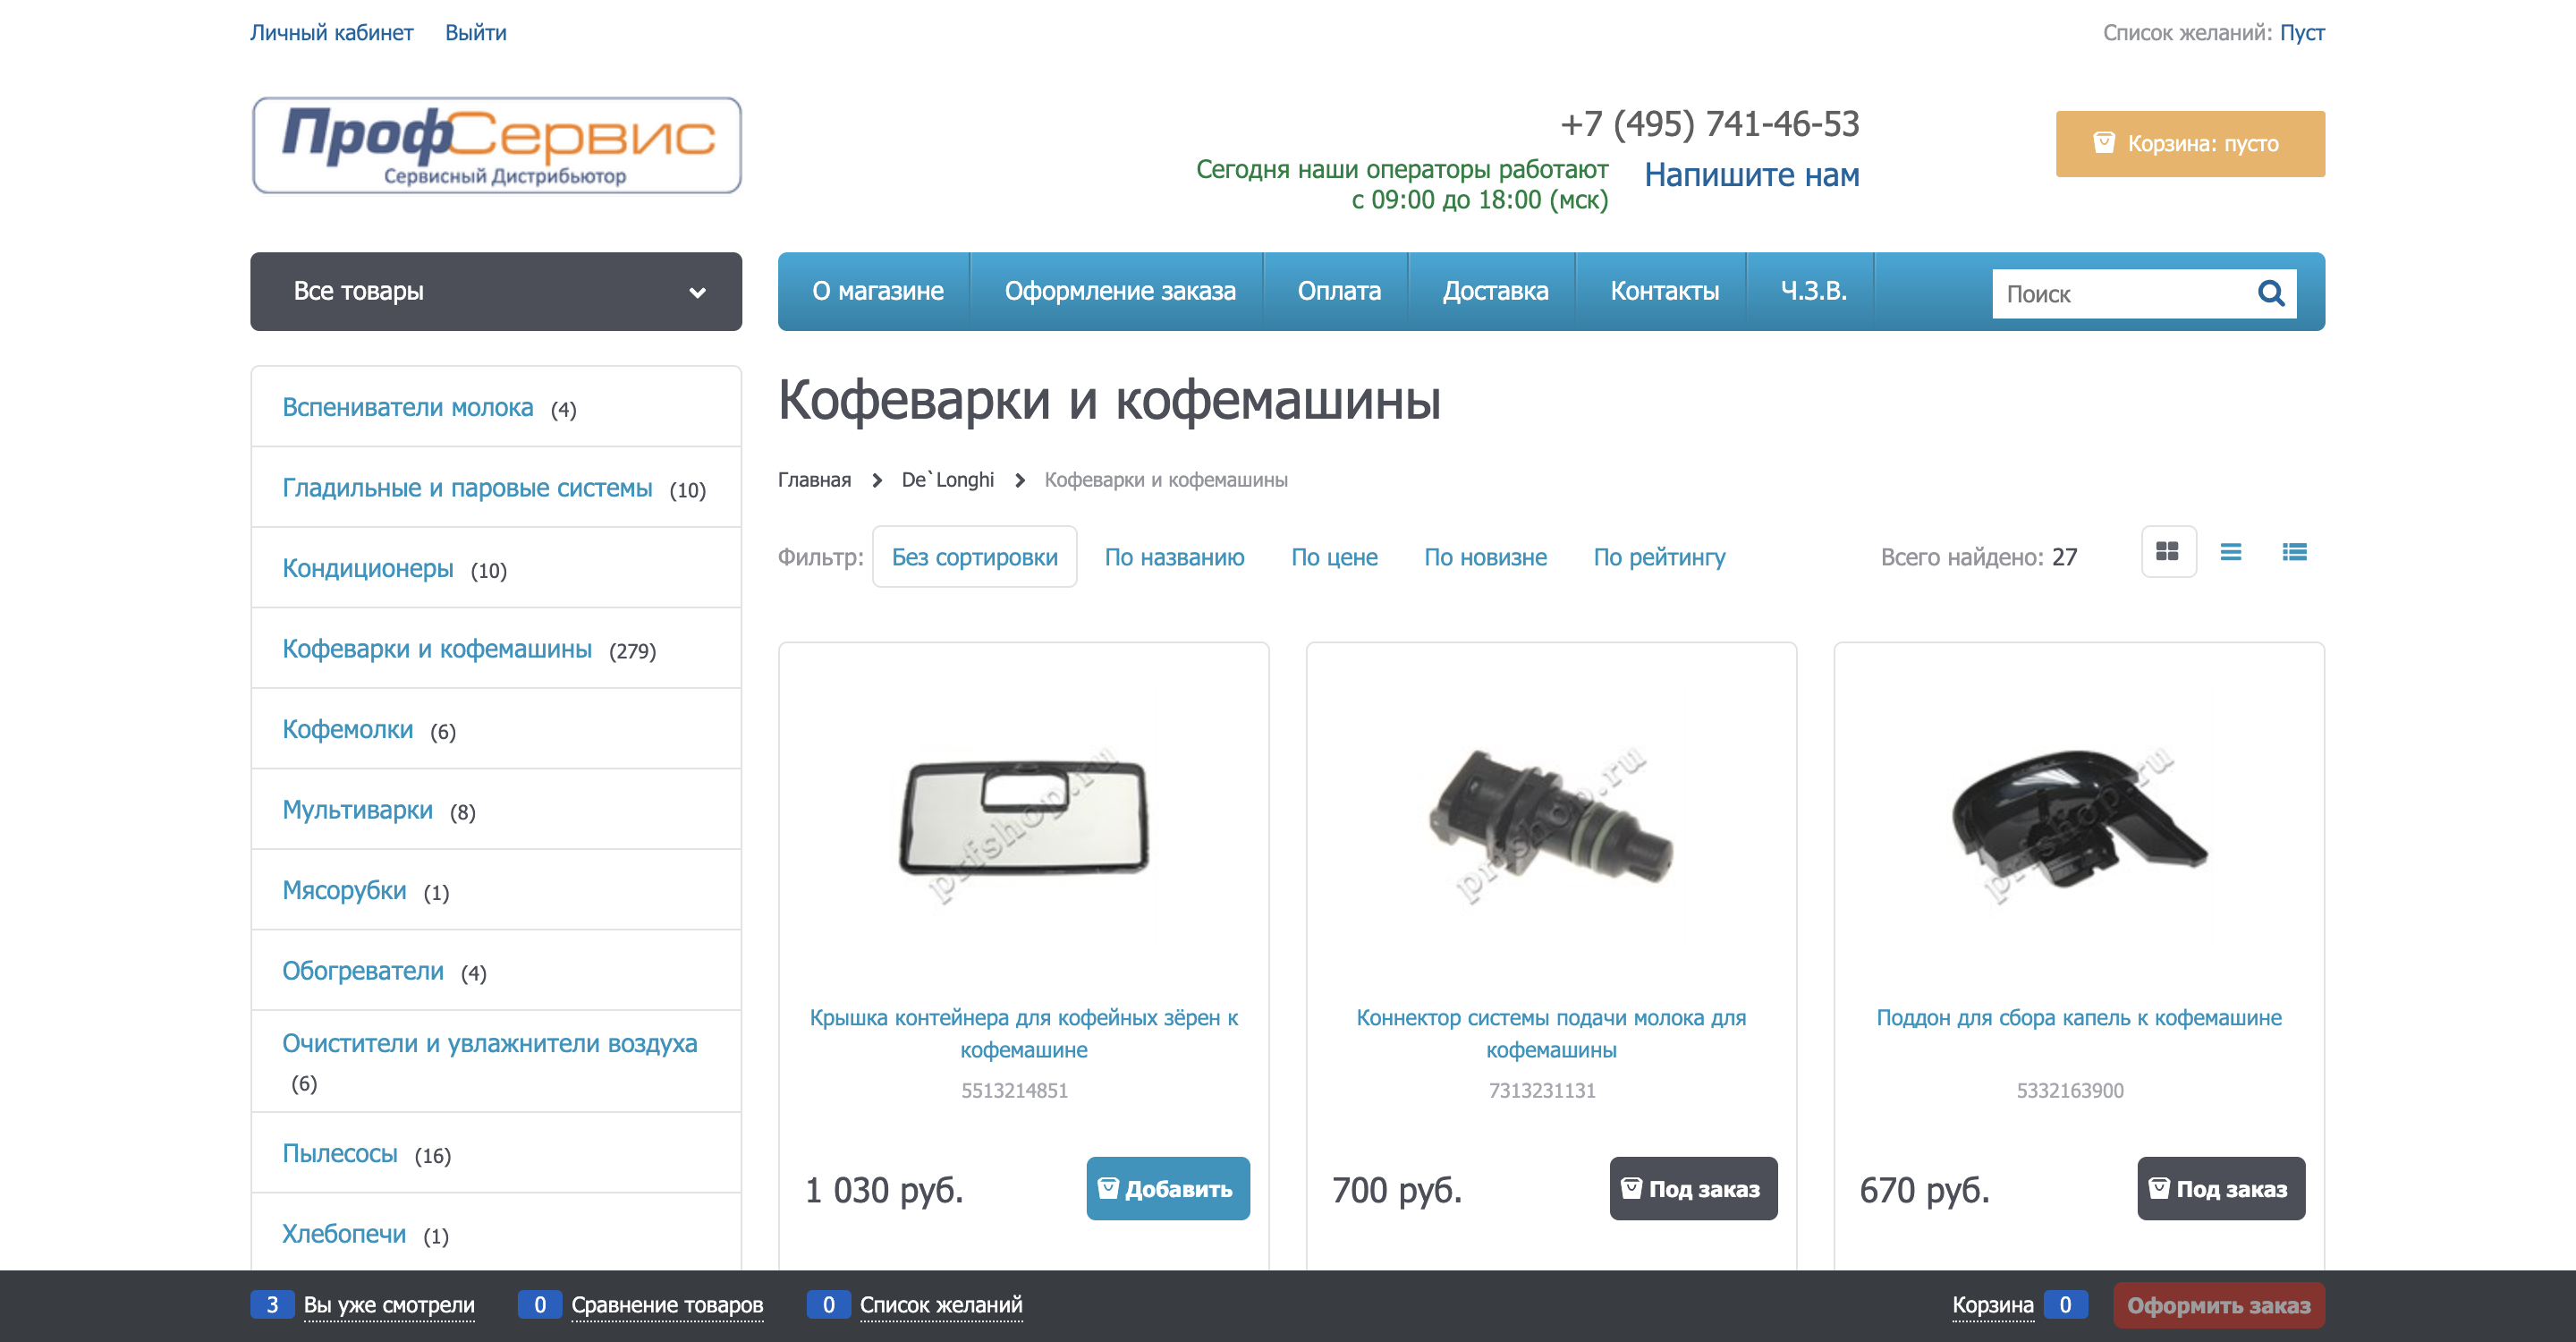 Личный кабинет Выйти Список желаний: Пуст
ПрофСервис
Сервисный Дистрибьютор
+7 (495) 741-46-53
Сегодня наши операторы работают
с 09:00 до 18:00 (мск)
Напишите нам
Корзина: пусто
Все товары
О магазине Оформление заказа Оплата Доставка Контакты Ч.З.В. Поиск
Вспениватели молока (4)
Гладильные и паровые системы (10)
Кондиционеры (10)
Кофеварки и кофемашины (279)
Кофемолки (6)
Мультиварки (8)
Мясорубки (1)
Обогреватели (4)
Очистители и увлажнители воздуха
(6)
Пылесосы (16)
Хлебопечи (1)
Кофеварки и кофемашины
Главная De`Longhi Кофеварки и кофемашины
Фильтр: Без сортировки По названию По цене По новизне По рейтингу Всего найдено: 27
prfshop.ru
Крышка контейнера для кофейных зёрен к
кофемашине
5513214851
1 030 руб. Добавить
prfshop.ru
Коннектор системы подачи молока для
кофемашины
7313231131
700 руб. Под заказ
prfshop.ru
Поддон для сбора капель к кофемашине
5332163900
670 руб. Под заказ
3 Вы уже смотрели 0 Сравнение товаров 0 Список желаний Корзина 0 Оформить заказ